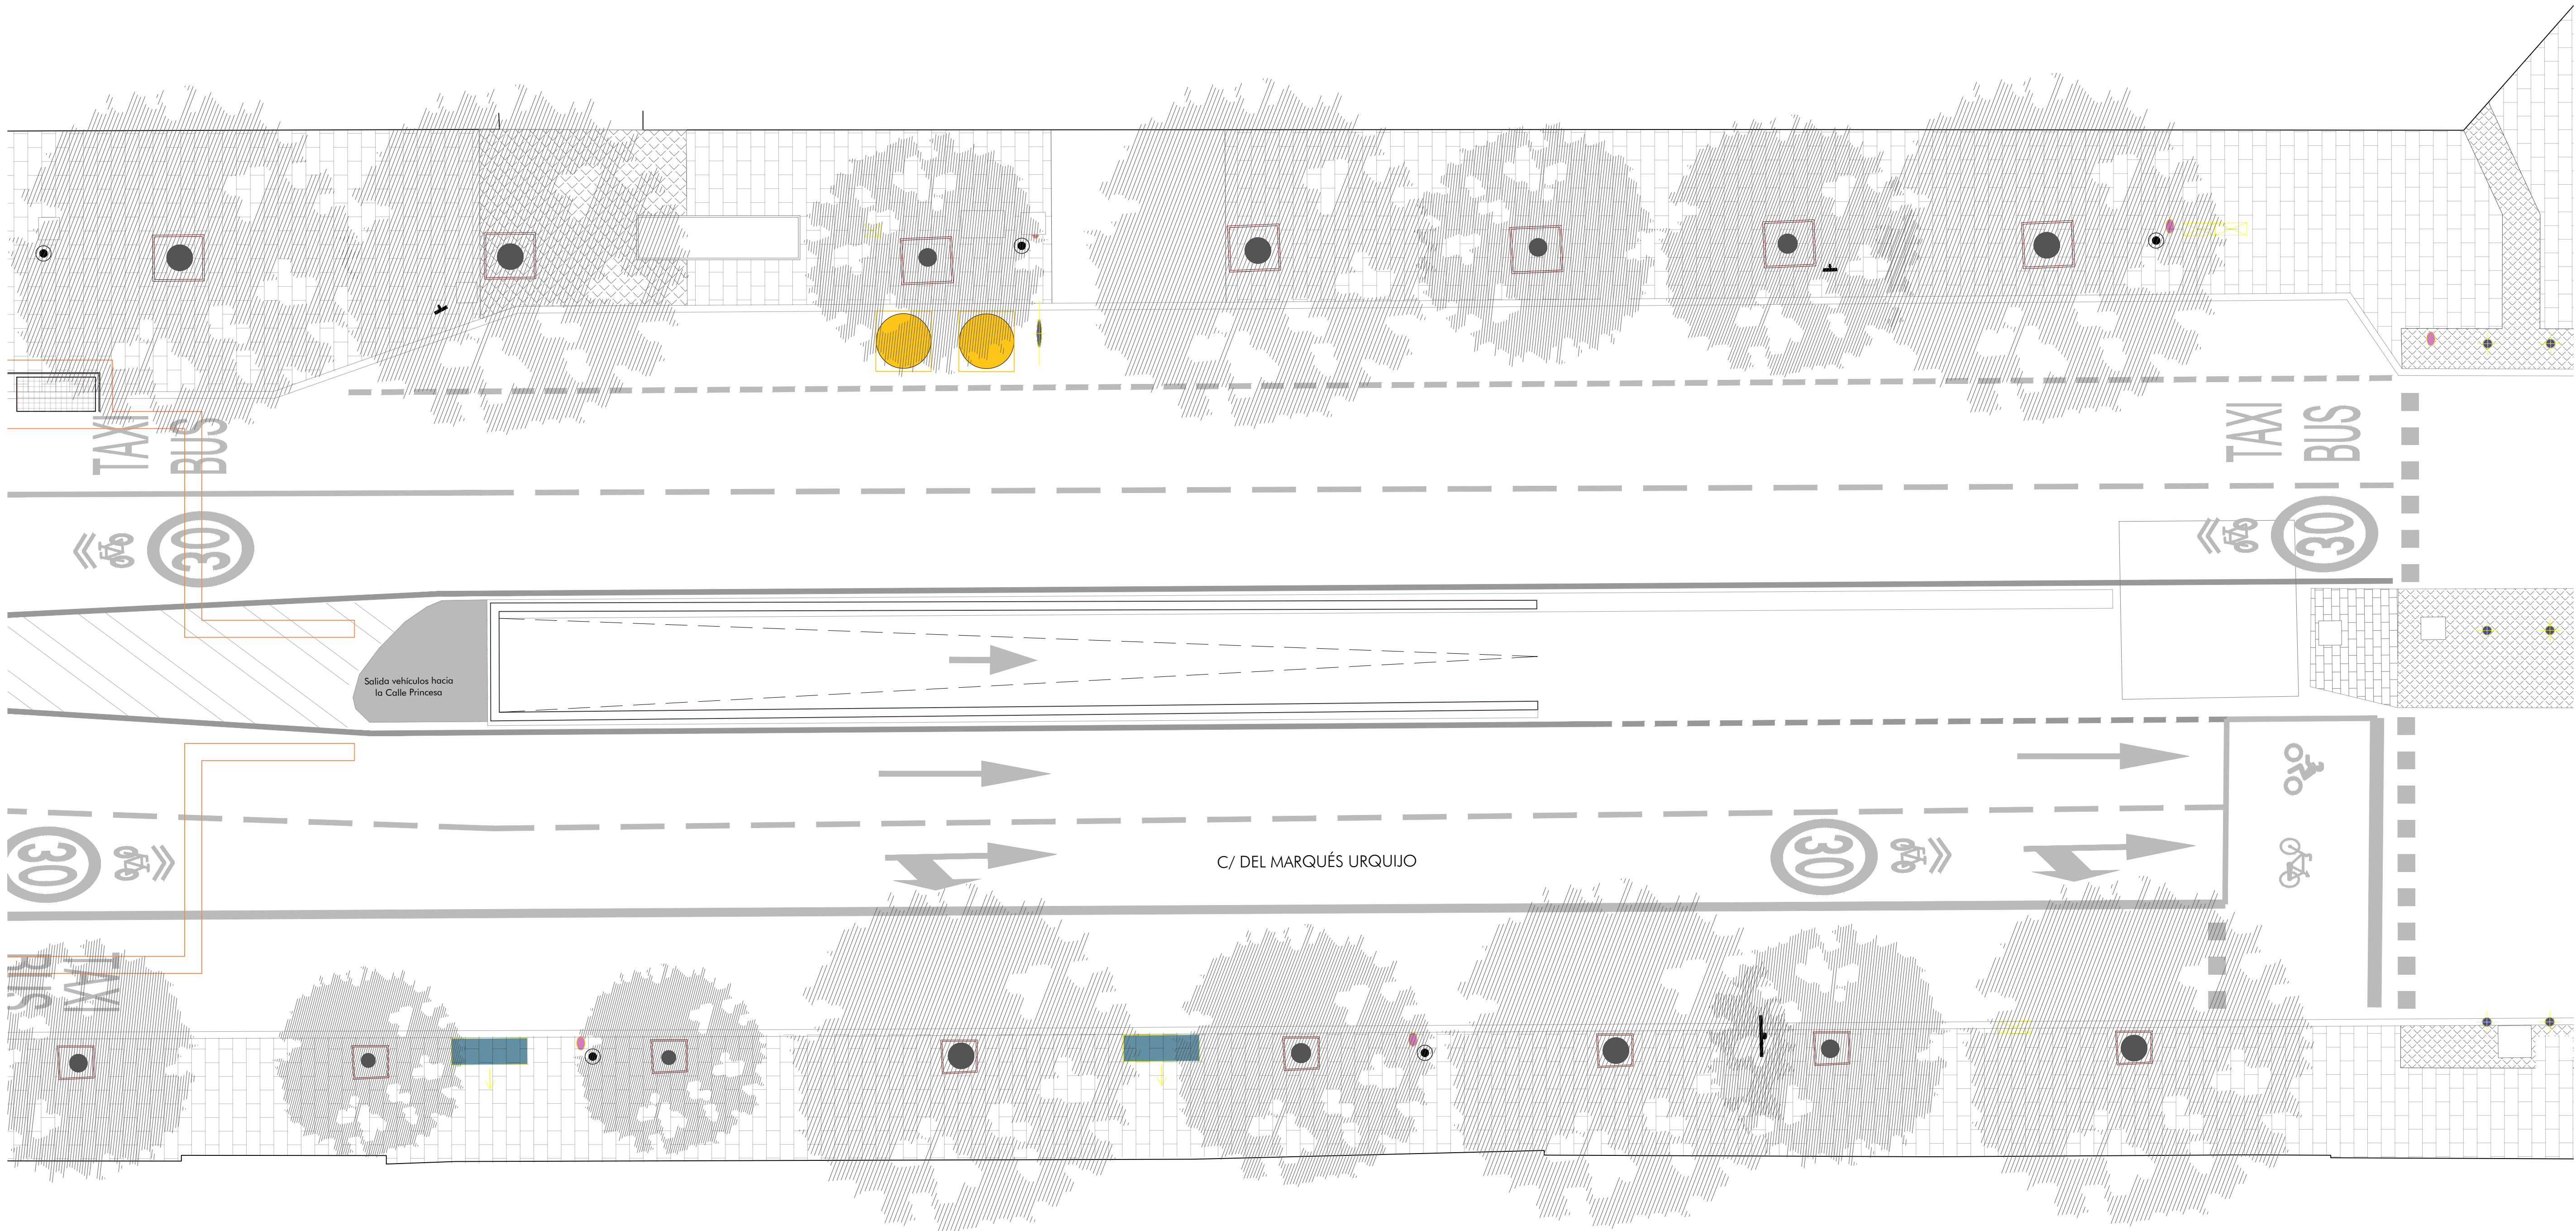 TAXI
BUS
TAXI
BUS
30
30
Salida vehículos hacia
la Calle Princesa
C/ DEL MARQUÉS URQUIJO
30
30
BUS
TAXI